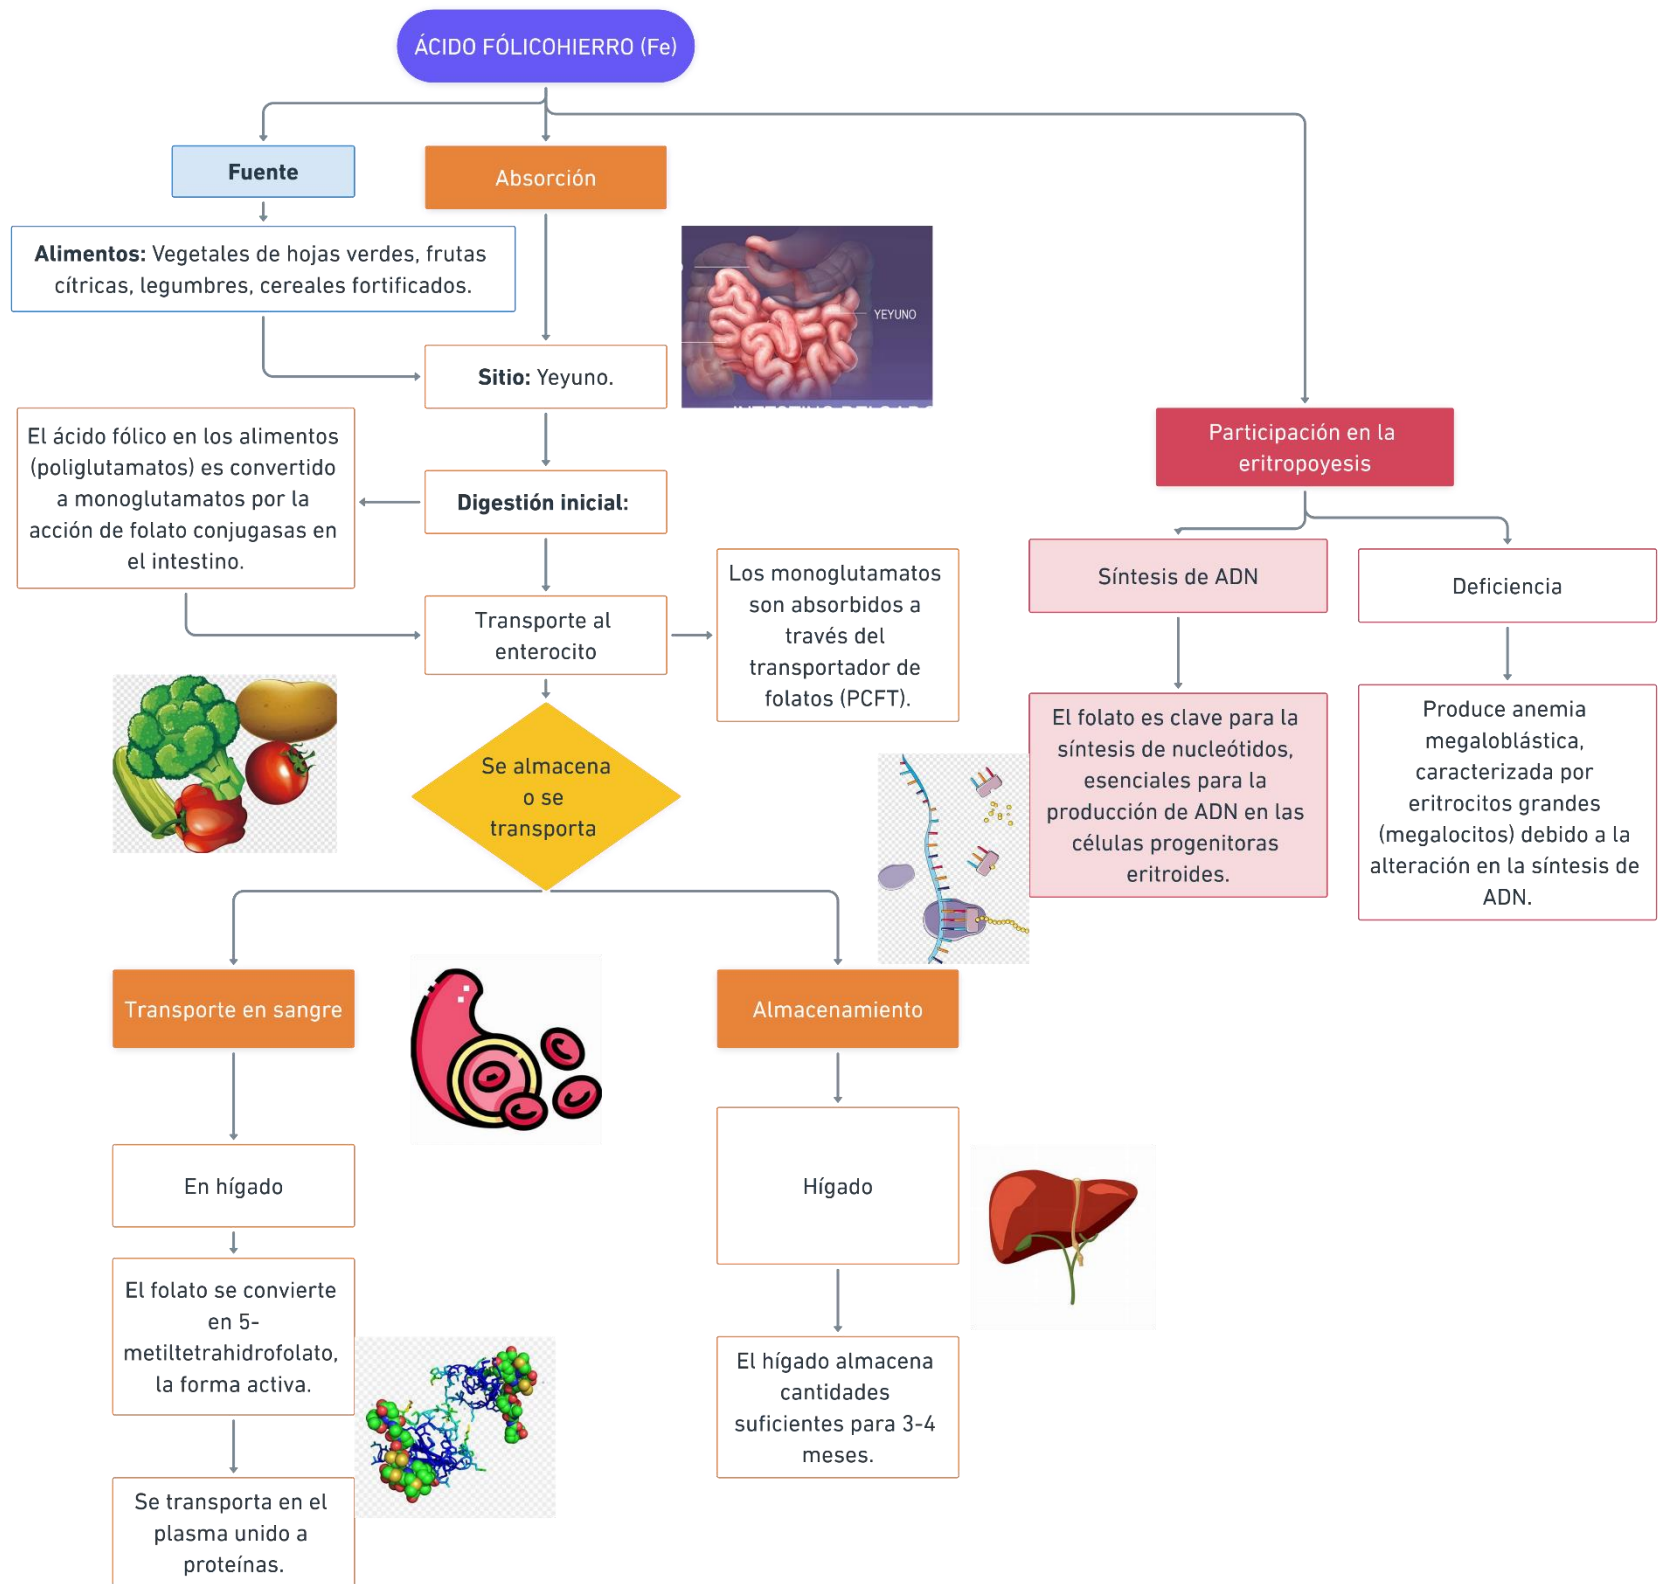 ÁCIDO FÓLICOHIERRO (Fe)
Fuente
Absorción
Alimentos: Vegetales de hojas verdes, frutas
cítricas, legumbres, cereales fortificados.
YEYUNO
Sitio: Yeyuno.
El ácido fólico en los alimentos
(poliglutamatos) es convertido
a monoglutamatos por la
acción de folato conjugasas en
el intestino.
Digestión inicial:
Transporte al
enterocito
Los monoglutamatos
son absorbidos a
través del
transportador de
folatos (PCFT).
Participación en la
eritropoyesis
Síntesis de ADN
Deficiencia
El folato es clave para la
síntesis de nucleótidos,
esenciales para la
producción de ADN en las
células progenitoras
eritroides.
Produce anemia
megaloblástica,
caracterizada por
eritrocitos grandes
(megalocitos) debido a la
alteración en la síntesis de
ADN.
Se almacena
o se
transporta
Transporte en sangre
Almacenamiento
En hígado
Hígado
El folato se convierte
en 5-
metiltetrahidrofolato,
la forma activa.
El hígado almacena
cantidades
suficientes para 3-4
meses.
Se transporta en el
plasma unido a
proteínas.